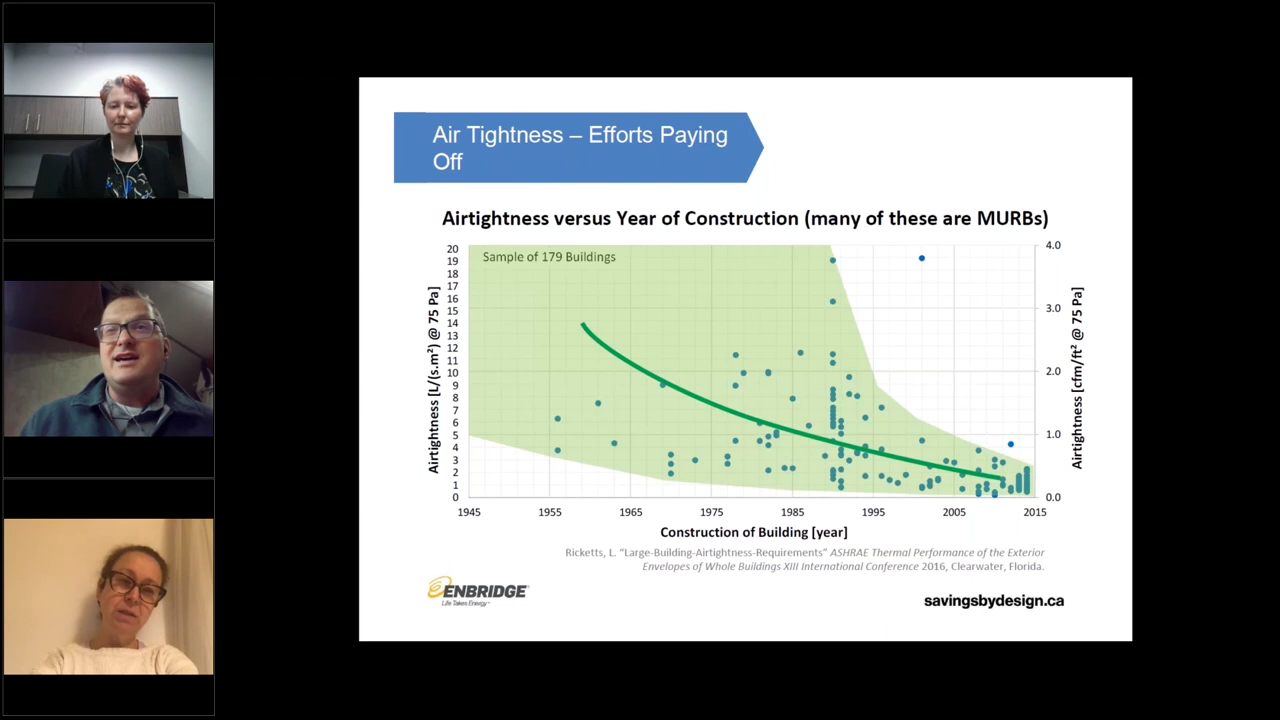 Air Tightness – Efforts Paying
Off
Airtightness versus Year of Construction (many of these are MURBs)
Sample of 179 Buildings
Airtightness [L/(s.m²) @ 75 Pa]
20
19
18
17
16
15
14
13
12
11
10
9
8
7
6
5
4
3
2
1
0
4.0
3.0
2.0
1.0
0.0
Airtightness [cfm/ft² @ 75 Pa]
1945 1955 1965 1975 1985 1995 2005 2015
Construction of Building [year]
Ricketts, L. "Large-Building-Airtightness-Requirements" ASHRAE Thermal Performance of the Exterior
Envelopes of Whole Buildings XIII International Conference 2016, Clearwater, Florida.
ENBRIDGE
Life Takes Energy™
savingsbydesign.ca